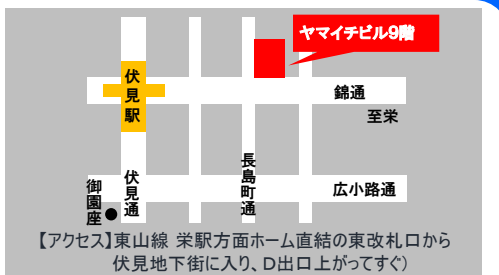 ヤマイチビル9階
伏見駅
錦通
至栄
長島町通
伏見通
御園座
広小路通
【アクセス】東山線 栄駅方面ホーム直結の東改札口から
伏見地下街に入り、D出口上がってすぐ）